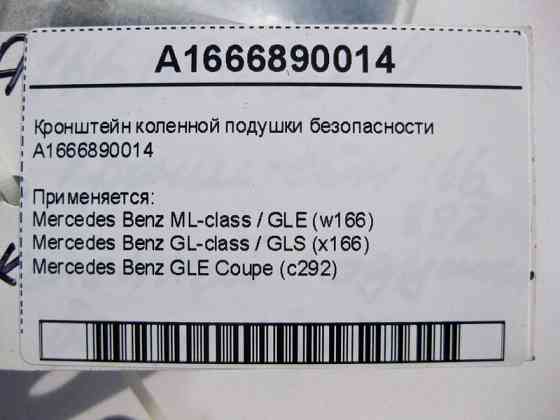 A1666890014
Кронштейн коленной подушки безопасности
A1666890014
Применяется:
Mercedes Benz ML-class / GLE (w166)
Mercedes Benz GL-class / GLS (x166)
Mercedes Benz GLE Coupe (c292)